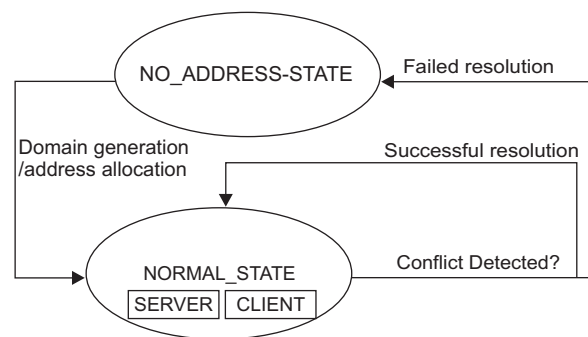 NO_ADDRESS-STATE
Failed resolution
Domain generation
/address allocation
Successful resolution
NORMAL_STATE
Conflict Detected?
SERVER
CLIENT